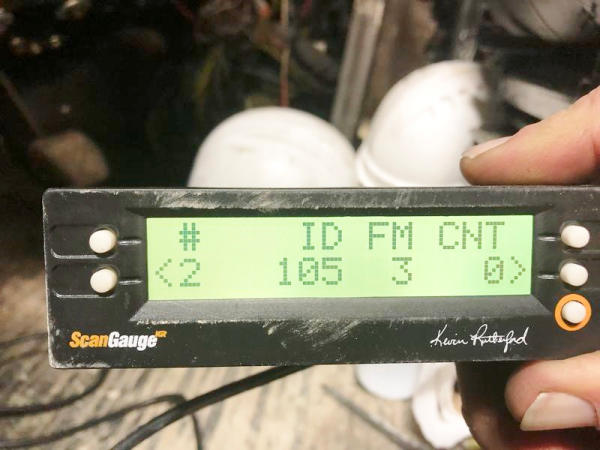 # ID FM CNT
<2 105 3 0>
ScanGauge KR
Kevin Rutherford